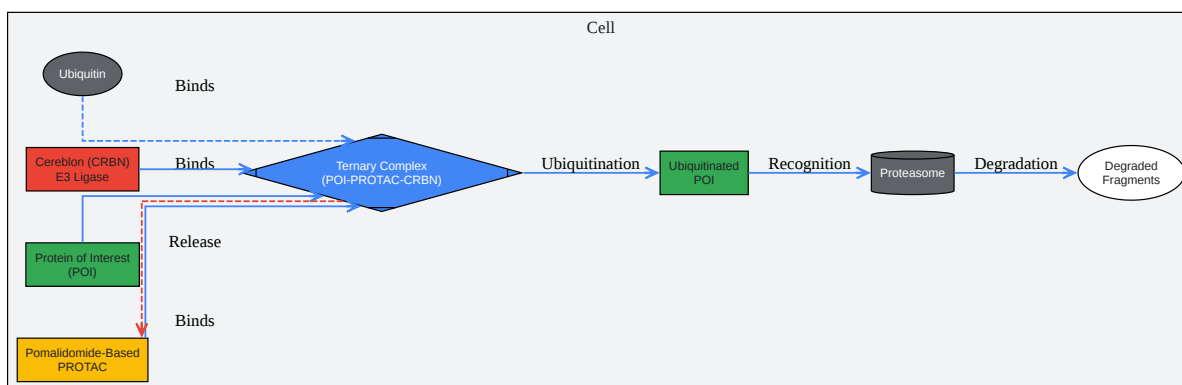 Cell
Ubiquitin
Binds
Cereblon (CRBN)
E3 Ligase
Binds
Ternary Complex
(POI-PROTAC-CRBN)
Ubiquitination
Ubiquitinated
POI
Recognition
Proteasome
Degradation
Degraded
Fragments
Release
Protein of Interest
(POI)
Binds
Pomalidomide-Based
PROTAC